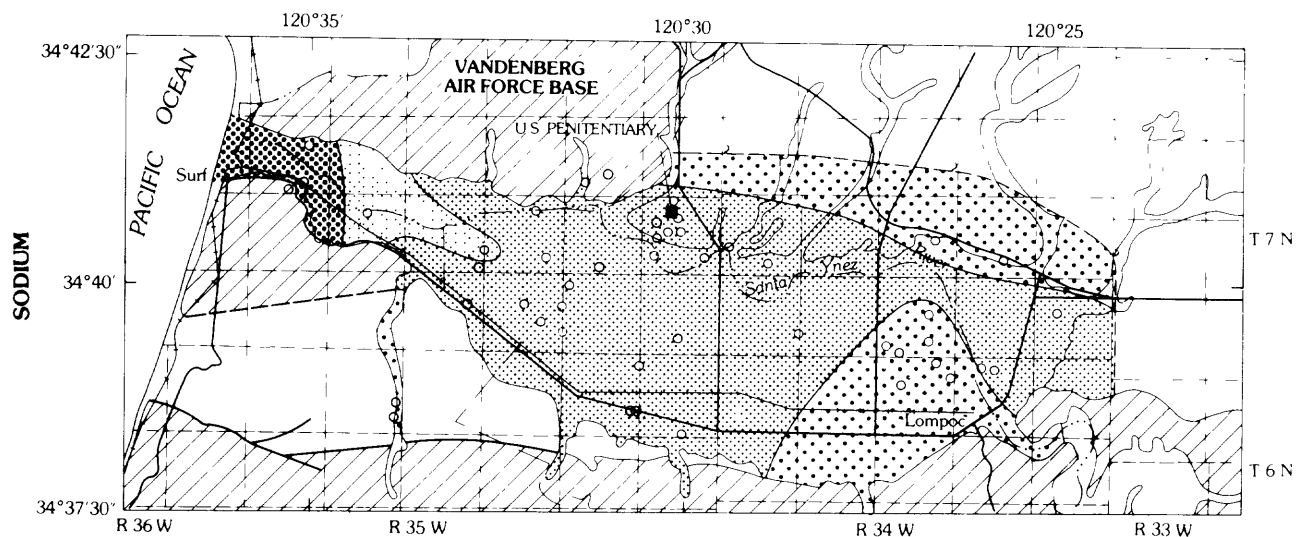 120°35'
120°30
120°25
34°42'30"
VANDENBERG
AIR FORCE BASE
U S PENITENTIARY
PACIFIC OCEAN
Surf
SODIUM
T 7 N
34°40'
Santa Ynez
River
Lompoc
T 6 N
34°37'30"
R 36 W
R 35 W
R 34 W
R 33 W